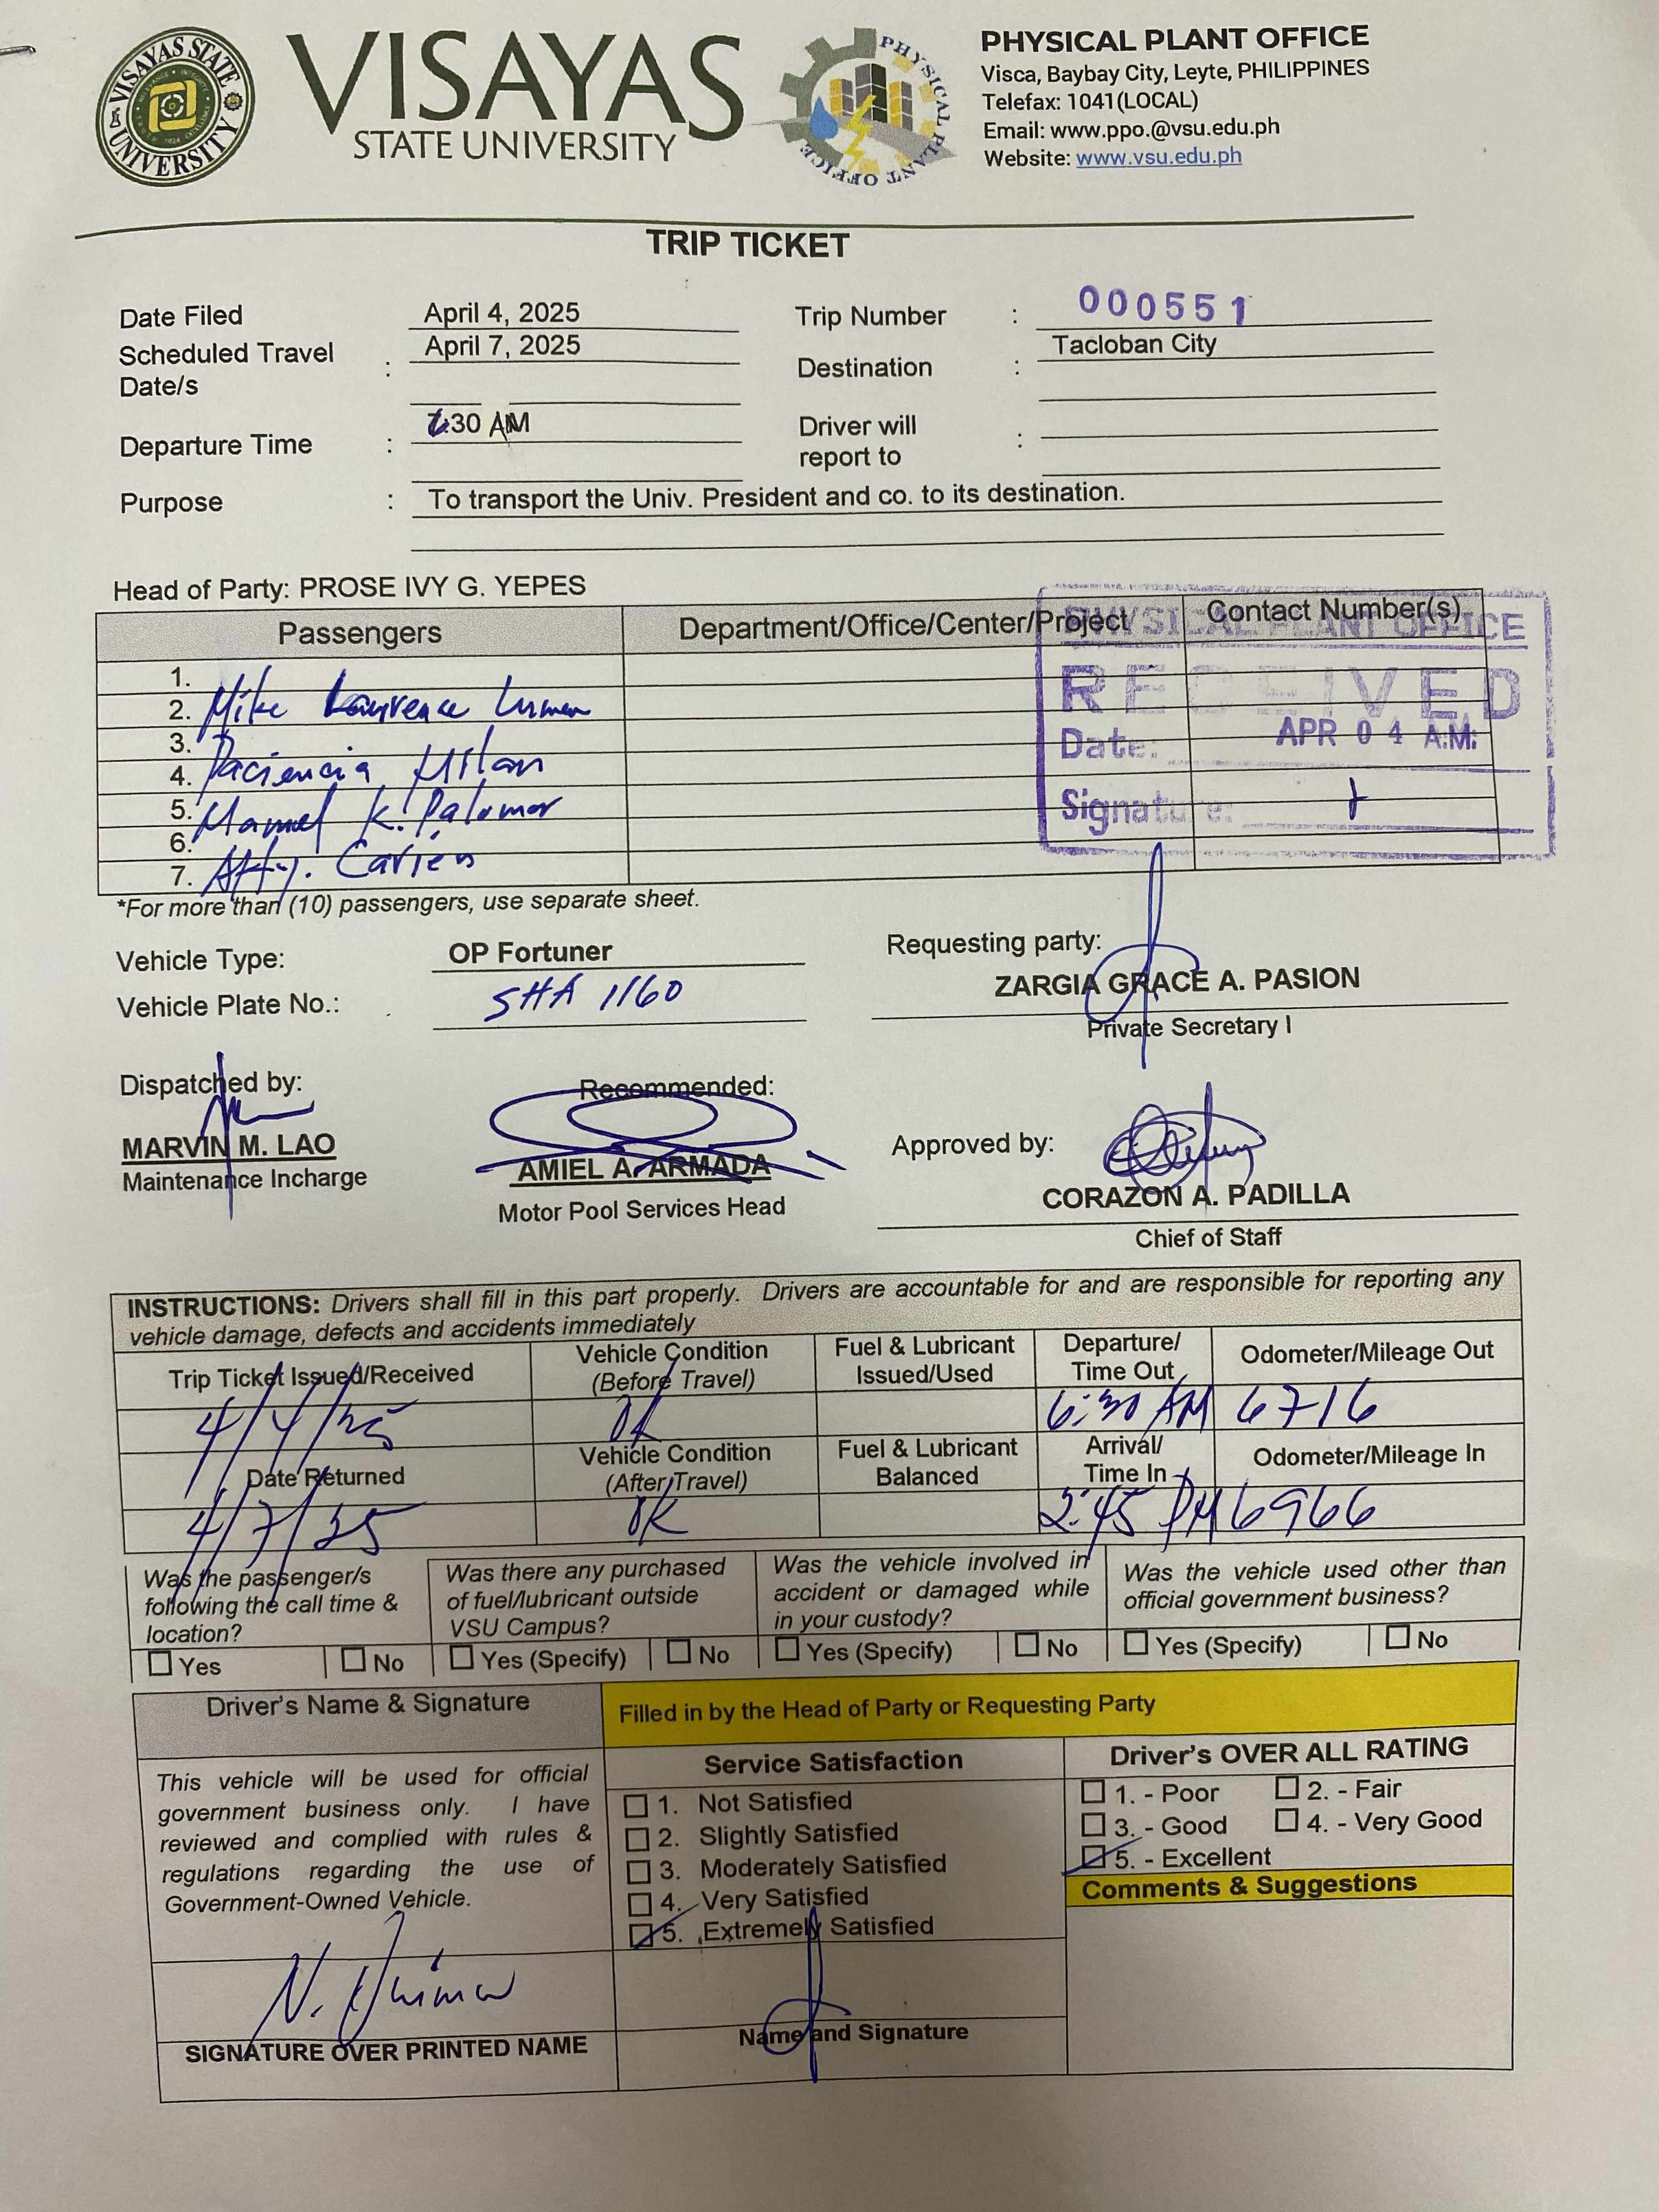 VISAYAS STATE UNIVERSITY
VISAYAS
STATE UNIVERSITY
PHYSICAL PLANT OFFICE
PHYSICAL PLANT OFFICE
Visca, Baybay City, Leyte, PHILIPPINES
Telefax: 1041(LOCAL)
Email: www.ppo.@vsu.edu.ph
Website: www.vsu.edu.ph
TRIP TICKET
Date Filed April 4, 2025 Trip Number : 000551
Scheduled Travel Date/s : April 7, 2025 Destination : Tacloban City
Departure Time : :30 AM Driver will report to :
Purpose : To transport the Univ. President and co. to its destination.
Head of Party: PROSE IVY G. YEPES
Passengers Department/Office/Center/Project Contact Number(s)
PHYSICAL PLANT OFFICE
RECEIVED
Date: APR 04 A.M.
Signature:
1.
2. Mike Lawrence
3.
4. Paciencia Milan
5. Manuel K. Palomar
6.
7. Atty.
*For more than (10) passengers, use separate sheet.
Vehicle Type: OP Fortuner
Vehicle Plate No.: SHA 1160
Requesting party:
ZARGIA GRACE A. PASION
Private Secretary I
Dispatched by:
MARVIN M. LAO
Maintenance Incharge
Recommended:
AMIEL A. ARMADA
Motor Pool Services Head
Approved by:
CORAZON A. PADILLA
Chief of Staff
INSTRUCTIONS: Drivers shall fill in this part properly. Drivers are accountable for and are responsible for reporting any
vehicle damage, defects and accidents immediately
Trip Ticket Issued/Received Vehicle Condition (Before Travel) Fuel & Lubricant Issued/Used Departure/ Time Out Odometer/Mileage Out
4/4/25 OK 6:30 AM 6716
Date Returned Vehicle Condition (After Travel) Fuel & Lubricant Balanced Arrival/ Time In Odometer/Mileage In
4/7/25 OK 2:45 PM 6966
Was the passenger/s
following the call time &
location?
Was there any purchased
of fuel/lubricant outside
VSU Campus?
Was the vehicle involved in
accident or damaged while
in your custody?
Was the vehicle used other than
official government business?
Yes No Yes (Specify) No Yes (Specify) No Yes (Specify) No
Driver's Name & Signature
Filled in by the Head of Party or Requesting Party
This vehicle will be used for official
government business only. I have
reviewed and complied with rules &
regulations regarding the use of
Government-Owned Vehicle.
SIGNATURE OVER PRINTED NAME
Service Satisfaction
1. Not Satisfied
2. Slightly Satisfied
3. Moderately Satisfied
4. Very Satisfied
5. Extremely Satisfied
Name and Signature
Driver's OVER ALL RATING
1. - Poor 2. - Fair
3. - Good 4. - Very Good
5. - Excellent
Comments & Suggestions